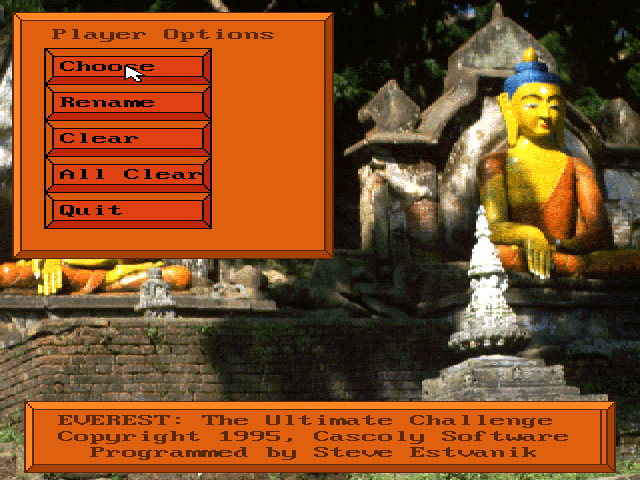 Player Options
Choose
Rename
Clear
All Clear
Quit
EVEREST: The Ultimate Challenge
Copyright 1995, Cascoly Software
Programmed by Steve Estvanik